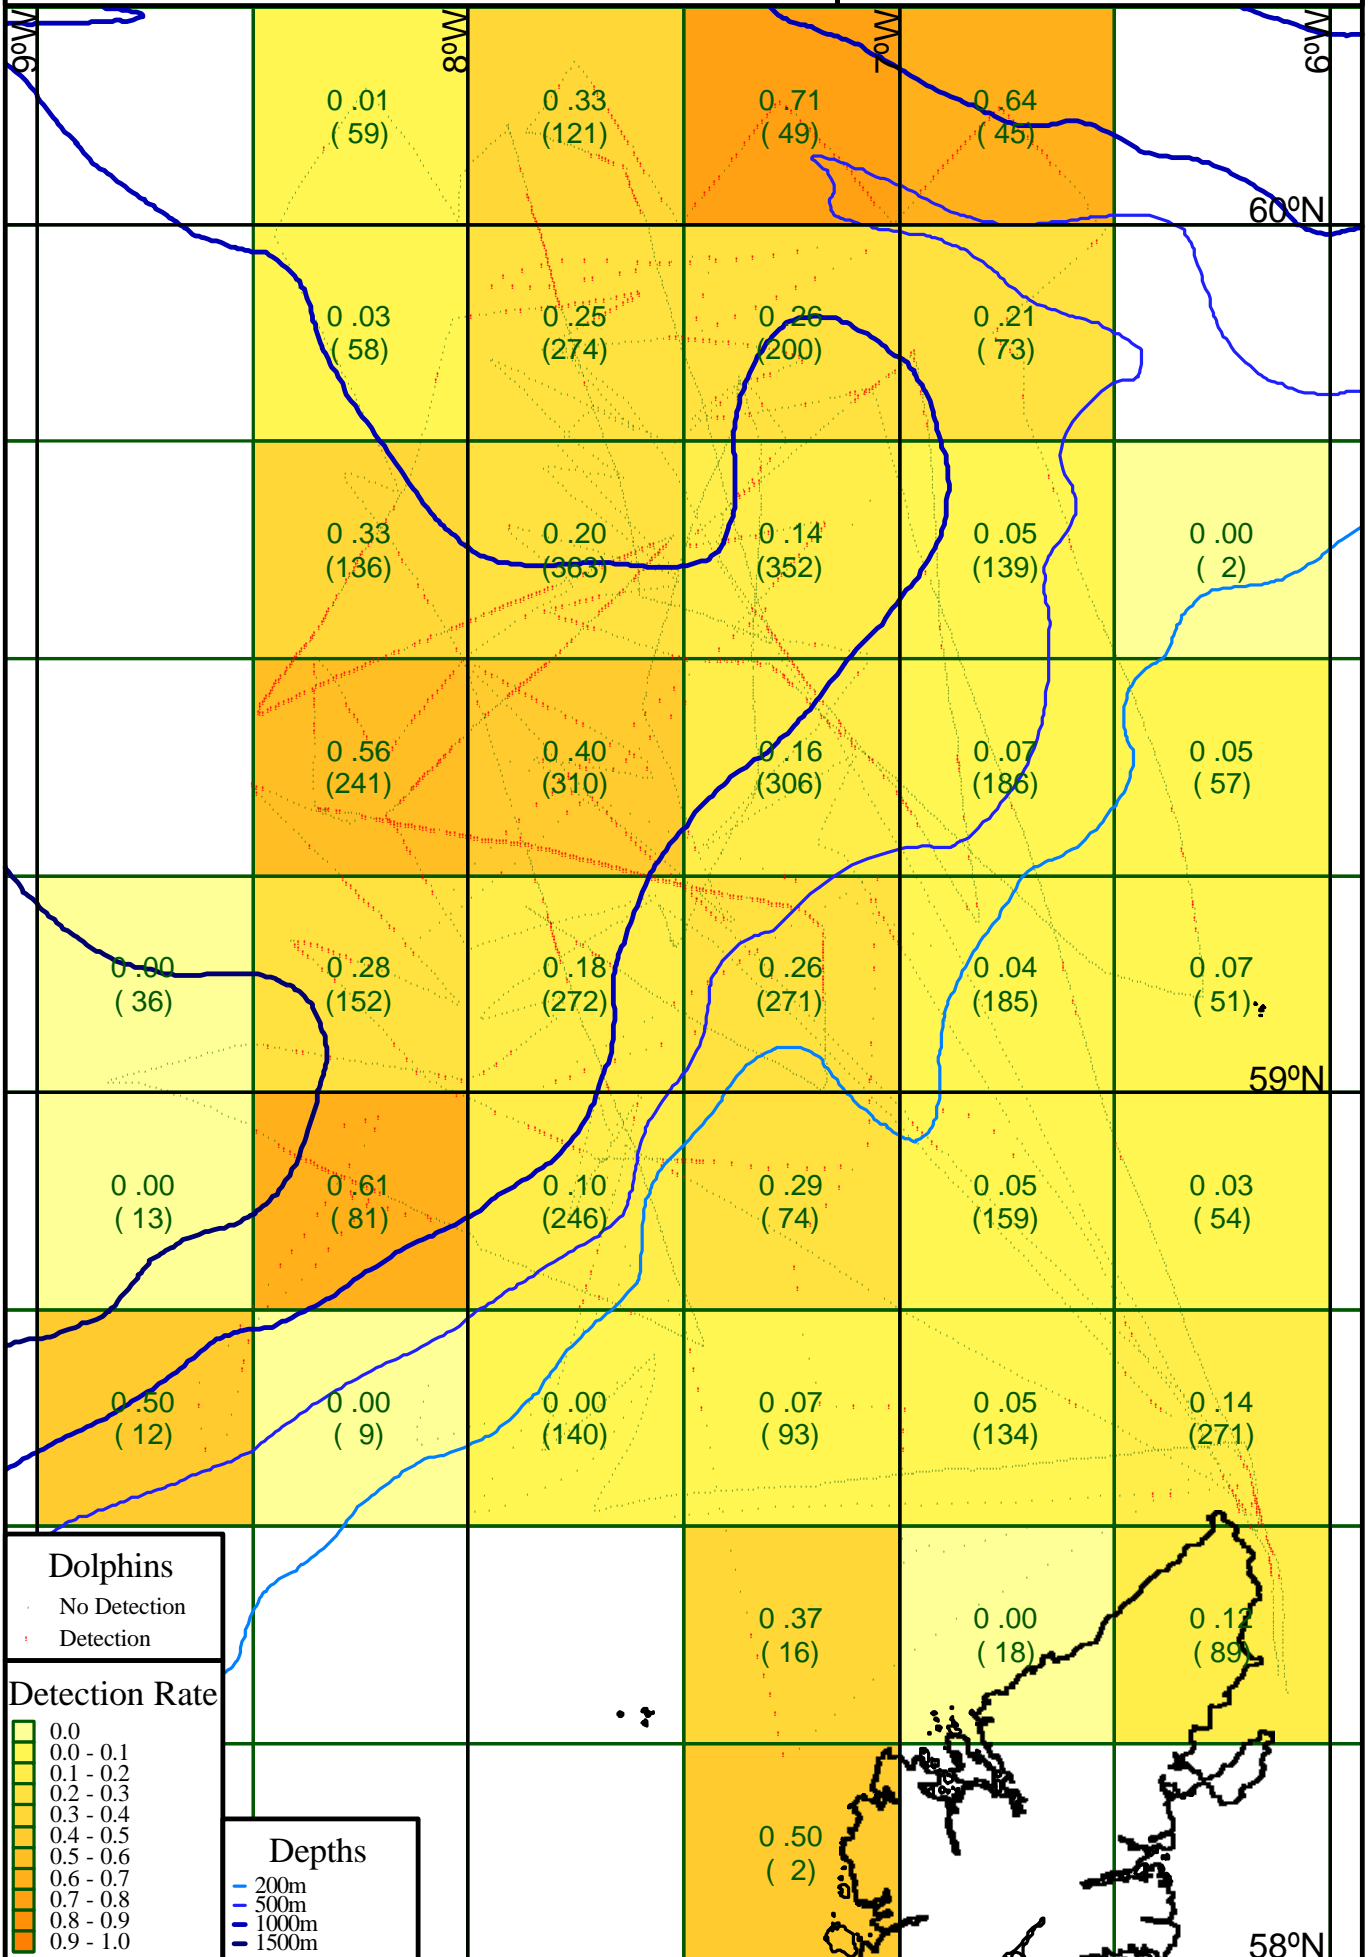 9ºW 8ºW 7ºW 6ºW
0 .01 0 .33 0 .71 0 .64
( 59) (121) ( 49) ( 45)
60ºN
0 .03 0 .25 0 .26 0 .21
( 58) (274) (200) ( 73)
0 .33 0 .20 0 .14 0 .05 0 .00
(136) (363) (352) (139) ( 2)
0 .56 0 .40 0 .16 0 .07 0 .05
(241) (310) (306) (186) ( 57)
0 .00 0 .28 0 .18 0 .26 0 .04 0 .07
( 36) (152) (272) (271) (185) ( 51)
59ºN
0 .00 0 .61 0 .10 0 .29 0 .05 0 .03
( 13) ( 81) (246) ( 74) (159) ( 54)
0 .50 0 .00 0 .00 0 .07 0 .05 0 .14
( 12) ( 9) (140) ( 93) (134) (271)
0 .37 0 .00 0 .12
( 16) ( 18) ( 89)
0 .50
( 2)
58ºN
Dolphins
No Detection
Detection
Detection Rate
0.0
0.0 - 0.1
0.1 - 0.2
0.2 - 0.3
0.3 - 0.4
0.4 - 0.5
0.5 - 0.6
0.6 - 0.7
0.7 - 0.8
0.8 - 0.9
0.9 - 1.0
Depths
200m
500m
1000m
1500m